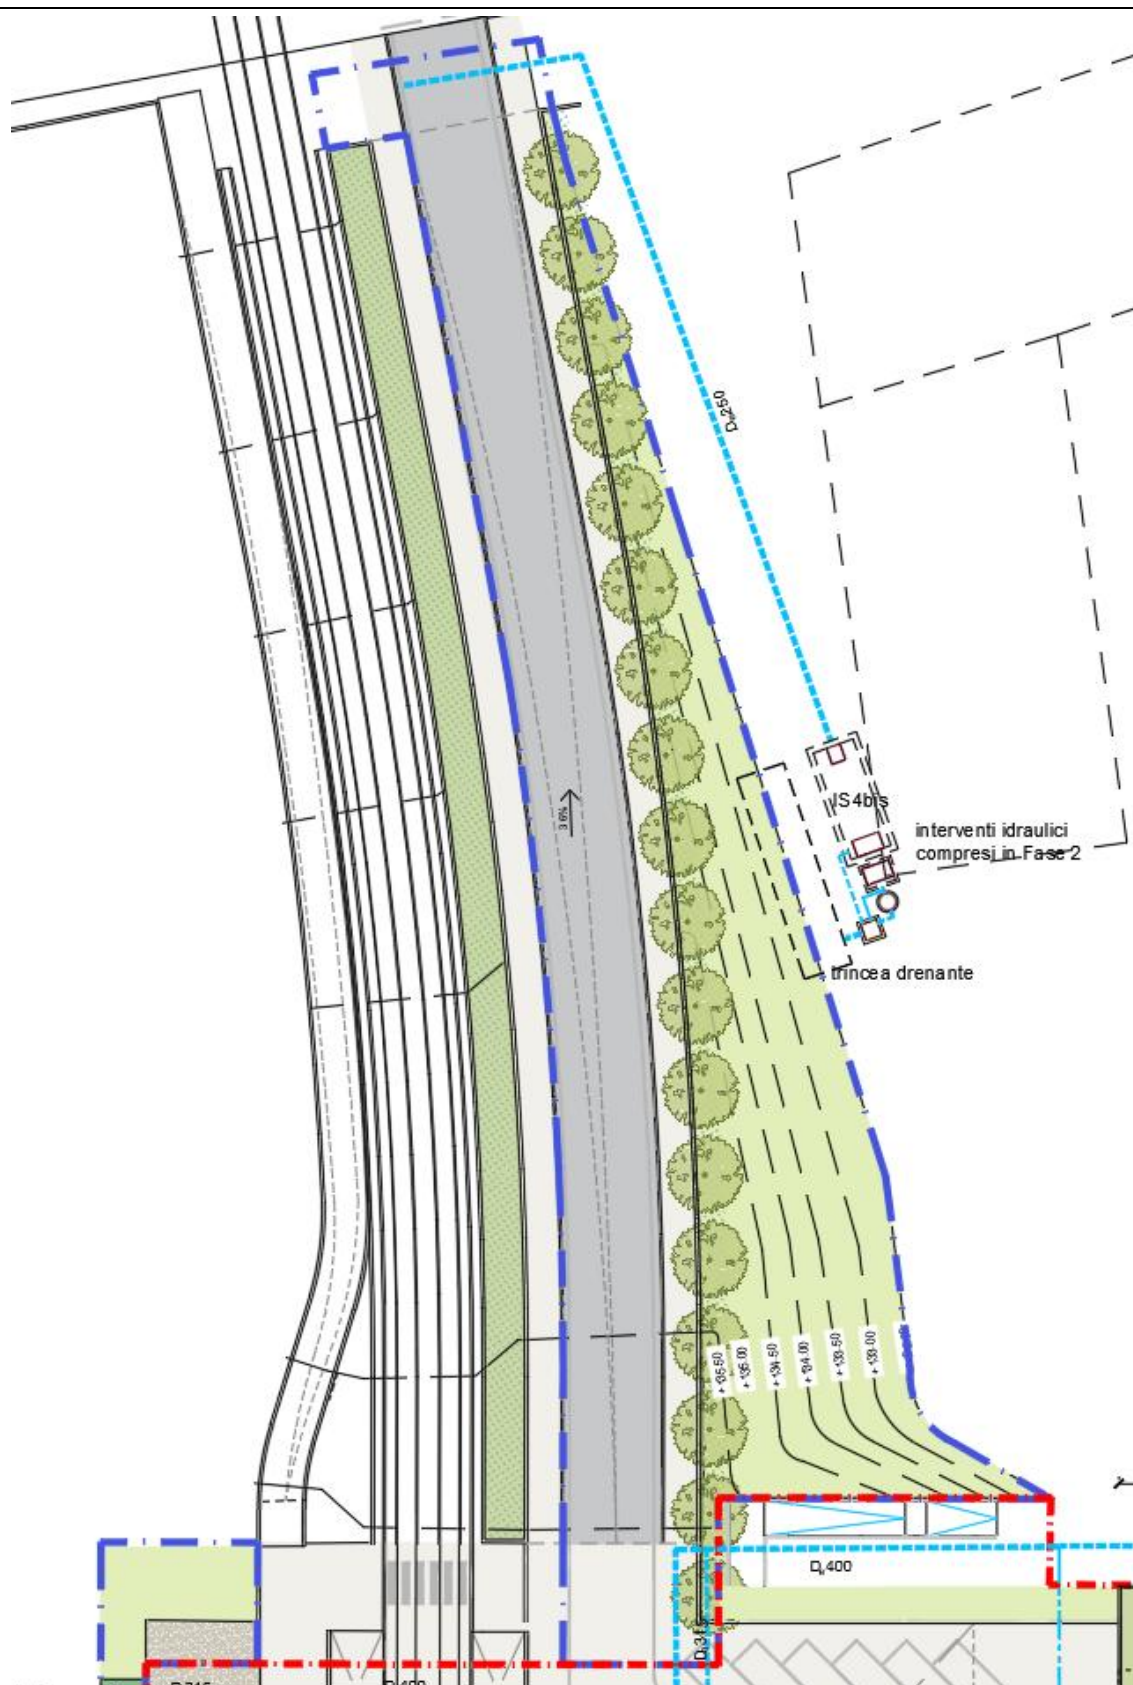 Dₑ250
3.6%
IS4bis
interventi idraulici
compresi in Fase 2
trincea drenante
+135.50
+135.00
+134.50
+134.00
+133.50
+133.00
Dₑ400